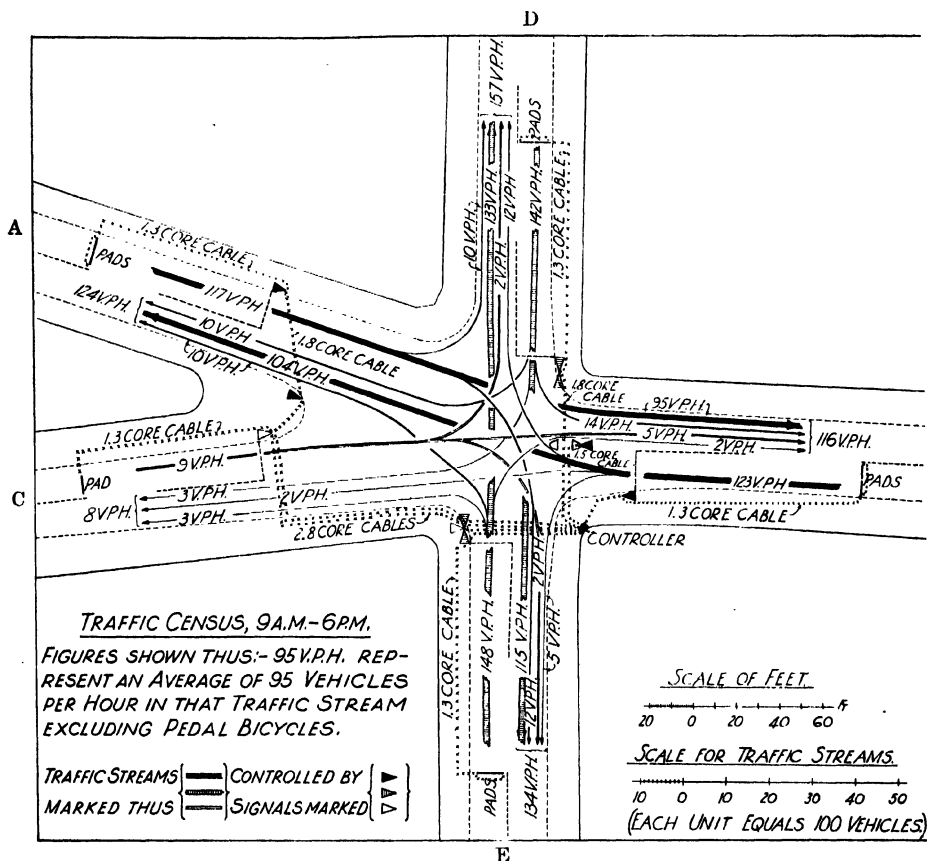 D
157 V.P.H.
PADS
133 V.P.H.
12 V.P.H.
142 V.P.H.
1.3 CORE CABLE
10 V.P.H.
2 V.P.H.
A
1.3 CORE CABLE
PADS
117 V.P.H
124 V.P.H.
10 V.P.H
1.8 CORE CABLE
10 V.P.H.
104 V.P.H.
1.8 CORE
CABLE
95 V.P.H.
14 V.P.H.
5 V.P.H.
2 V.P.H.
116 V.P.H.
1.3 CORE CABLE
1.5 CORE
CABLE
9 V.P.H.
PAD
123 V.P.H
PADS
C
3 V.P.H.
2 V.P.H.
8 V.P.H.
3 V.P.H.
1.3 CORE CABLE
2.8 CORE CABLES
CONTROLLER
2 V.P.H.
5 V.P.H.
1.3 CORE CABLE
148 V.P.H.
115 V.P.H.
12 V.P.H.
134 V.P.H.
PADS
E
TRAFFIC CENSUS, 9 A.M.-6 P.M.
FIGURES SHOWN THUS:- 95 V.P.H. REP-
RESENT AN AVERAGE OF 95 VEHICLES
PER HOUR IN THAT TRAFFIC STREAM
EXCLUDING PEDAL BICYCLES.
TRAFFIC STREAMS CONTROLLED BY
MARKED THUS SIGNALS MARKED
SCALE OF FEET.
20 0 20 40 60 Ft
SCALE FOR TRAFFIC STREAMS.
10 0 10 20 30 40 50
(EACH UNIT EQUALS 100 VEHICLES.)